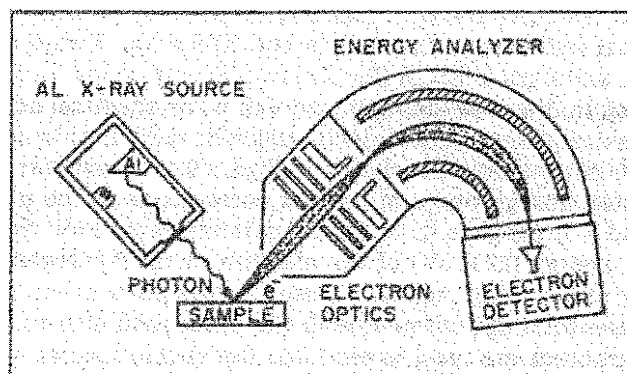 ENERGY ANALYZER
AL X-RAY SOURCE
Al
PHOTON
e-
SAMPLE
ELECTRON
OPTICS
ELECTRON
DETECTOR